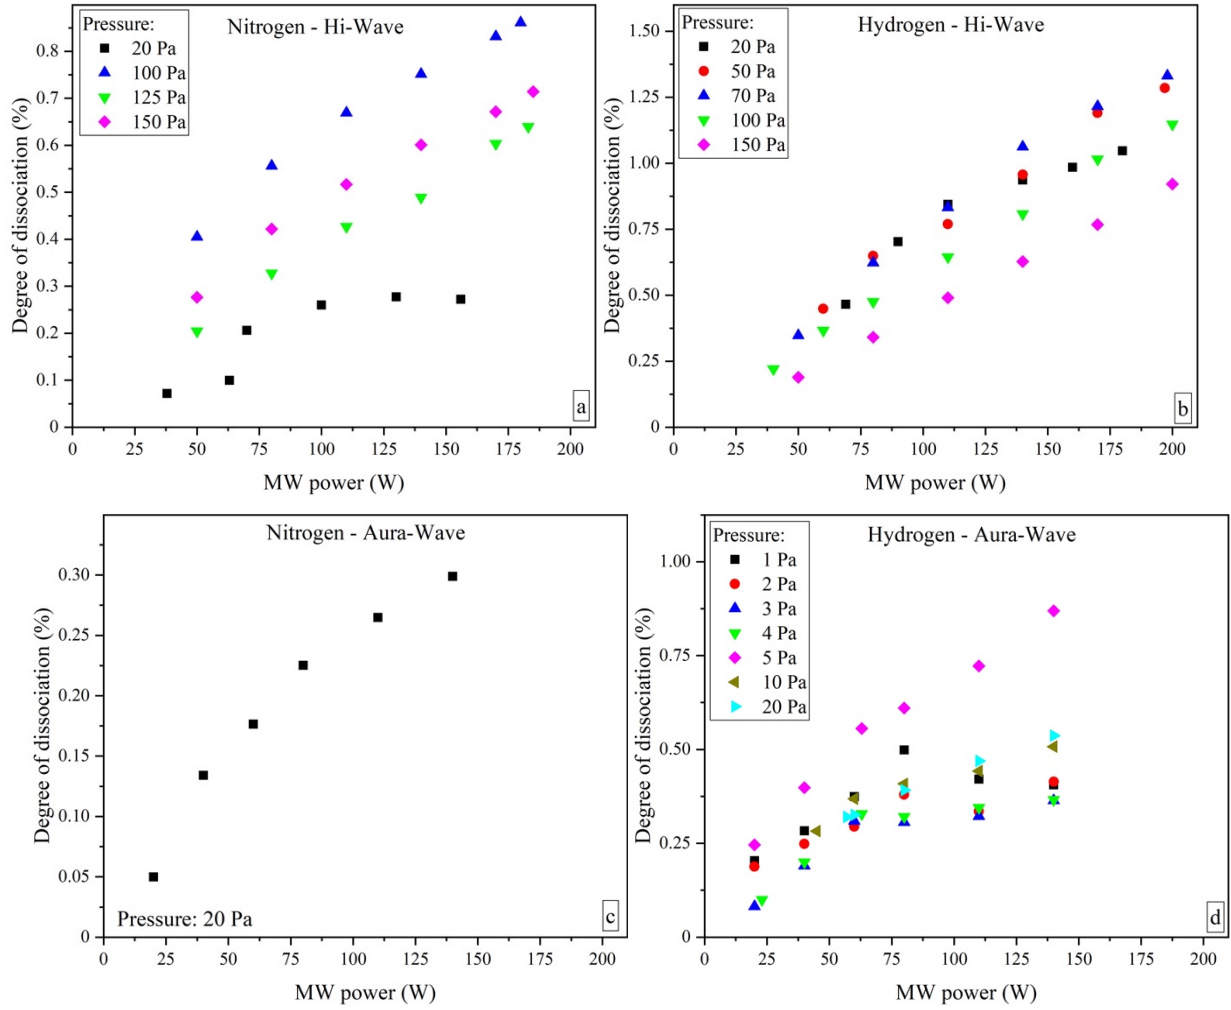 Nitrogen - Hi-Wave
Pressure:
20 Pa
100 Pa
125 Pa
150 Pa
Degree of dissociation (%)
0.8
0.7
0.6
0.5
0.4
0.3
0.2
0.1
0
0 25 50 75 100 125 150 175 200
MW power (W)
a
Hydrogen - Hi-Wave
Pressure:
20 Pa
50 Pa
70 Pa
100 Pa
150 Pa
Degree of dissociation (%)
1.50
1.25
1.00
0.75
0.50
0.25
0
0 25 50 75 100 125 150 175 200
MW power (W)
b
Nitrogen - Aura-Wave
Degree of dissociation (%)
0.30
0.25
0.20
0.15
0.10
0.05
0
Pressure: 20 Pa
0 25 50 75 100 125 150 175 200
MW power (W)
c
Hydrogen - Aura-Wave
Pressure:
1 Pa
2 Pa
3 Pa
4 Pa
5 Pa
10 Pa
20 Pa
Degree of dissociation (%)
1.00
0.75
0.50
0.25
0
0 25 50 75 100 125 150 175 200
MW power (W)
d